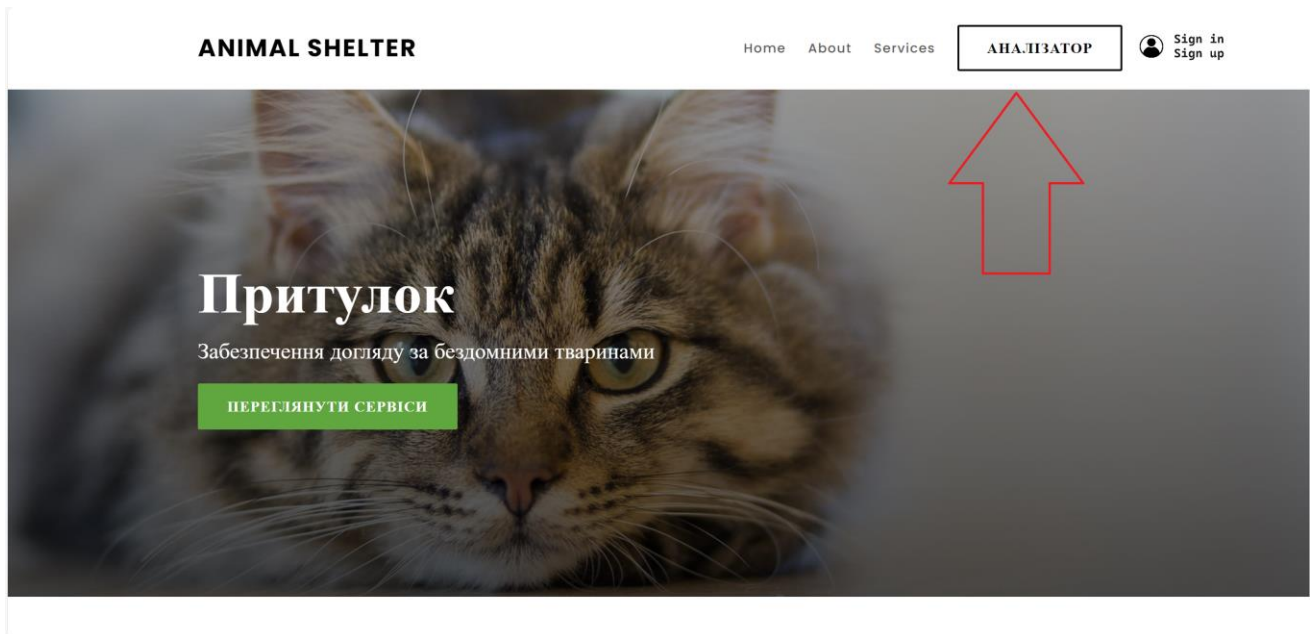 ANIMAL SHELTER
Home About Services АНАЛІЗАТОР Sign in
Sign up
Притулок
Забезпечення догляду за бездомними тваринами
ПЕРЕГЛЯНУТИ СЕРВІСИ